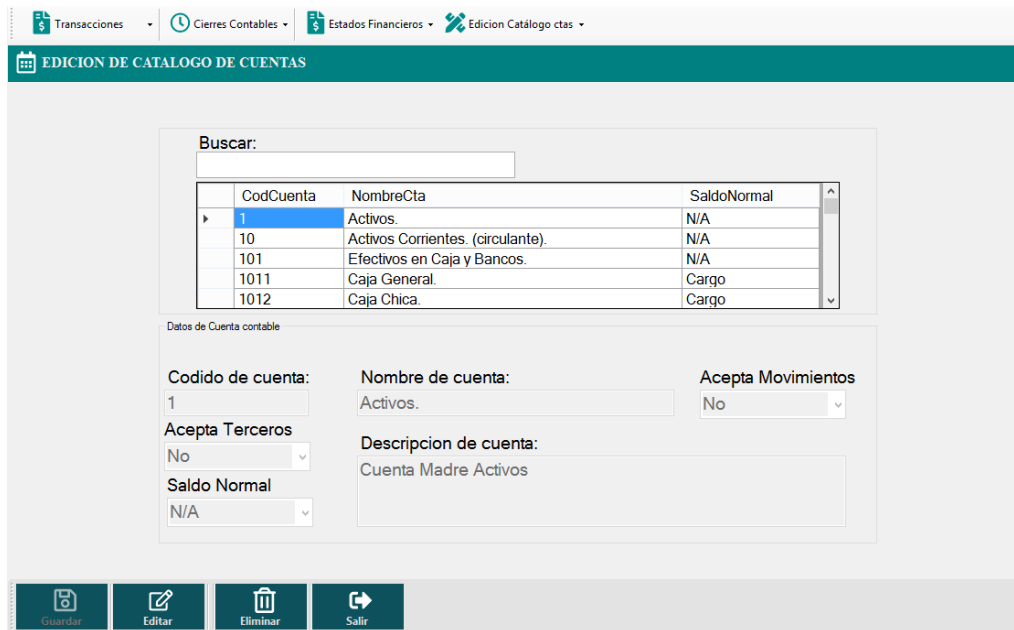 Transacciones Cierres Contables Estados Financieros Edicion Catálogo ctas
EDICION DE CATALOGO DE CUENTAS
Buscar:
CodCuenta NombreCta SaldoNormal
1 Activos. N/A
10 Activos Corrientes. (circulante). N/A
101 Efectivos en Caja y Bancos. N/A
1011 Caja General. Cargo
1012 Caja Chica. Cargo
Datos de Cuenta contable
Codido de cuenta: Nombre de cuenta: Acepta Movimientos
1 Activos. No
Acepta Terceros
Descripcion de cuenta:
No
Cuenta Madre Activos
Saldo Normal
N/A
Guardar Editar Eliminar Salir